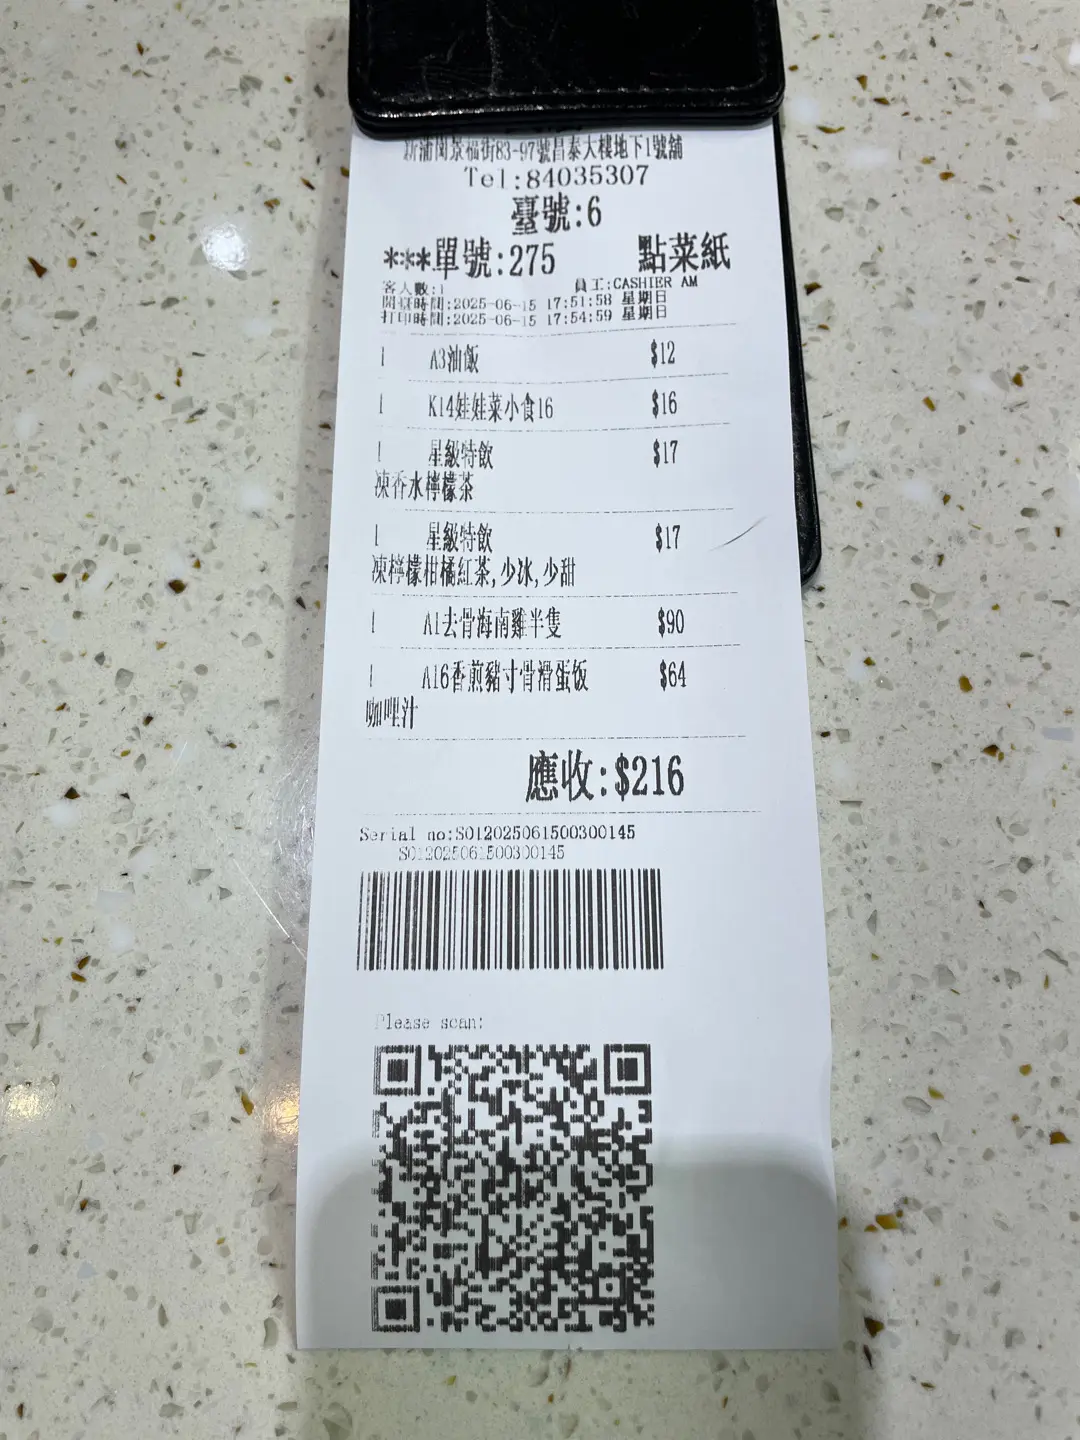 新蒲崗景福街83-97號昌泰大樓地下1號舖
Tel:84035307
臺號:6
***單號:275 點菜紙
客人數:1 員工:CASHIER AM
開臺時間:2025-06-15 17:51:58 星期日
打印時間:2025-06-15 17:54:59 星期日
1 A3油飯 $12
1 K14娃娃菜小食16 $16
1 星級特飲 $17
凍香水檸檬茶
1 星級特飲 $17
凍檸檬柑橘紅茶,少冰,少甜
1 A1去骨海南雞半隻 $90
1 A16香煎豬寸骨滑蛋饭 $64
咖哩汁
應收:$216
Serial no:S012025061500300145
S012025061500300145
Please scan: